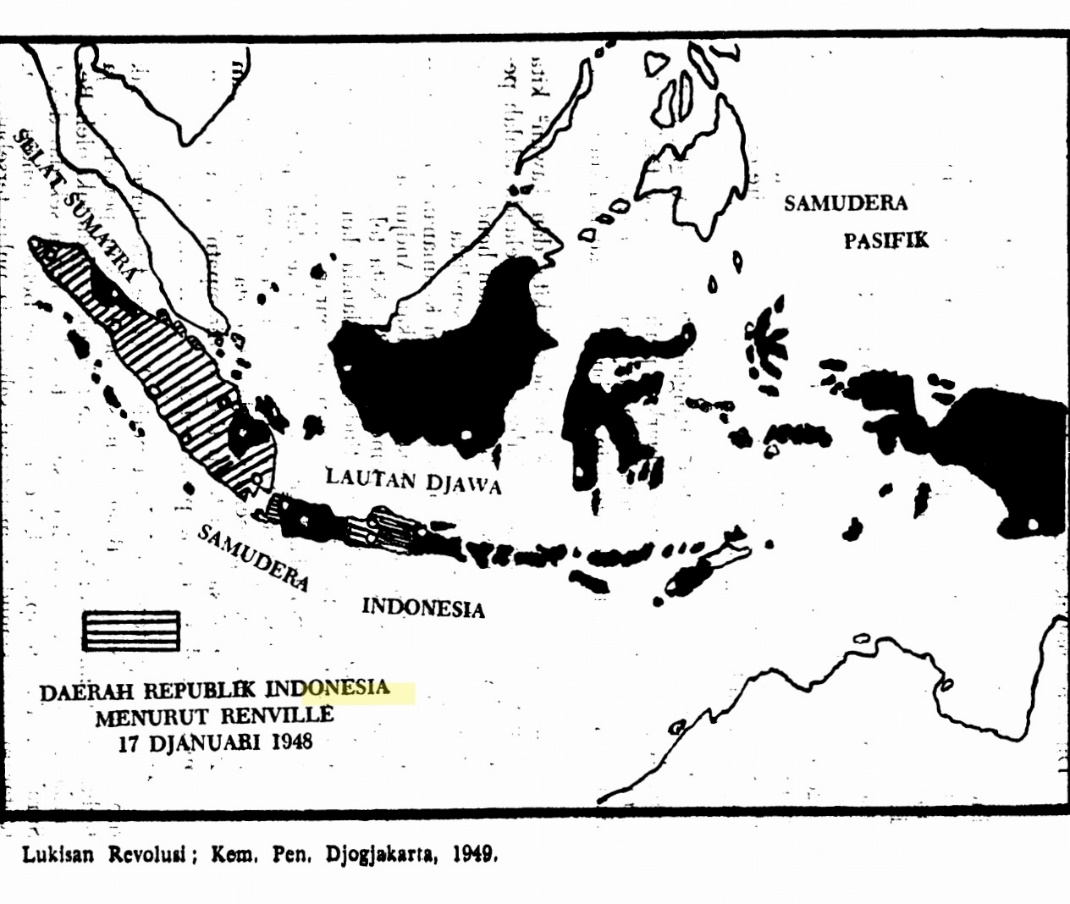 SELAT SUMATRA
SAMUDERA
PASIFIK
LAUTAN DJAWA
SAMUDERA
INDONESIA
DAERAH REPUBLIK INDONESIA
MENURUT RENVILLE
17 DJANUARI 1948
Lukisan Revolusi; Kem. Pen. Djogjakarta, 1949.